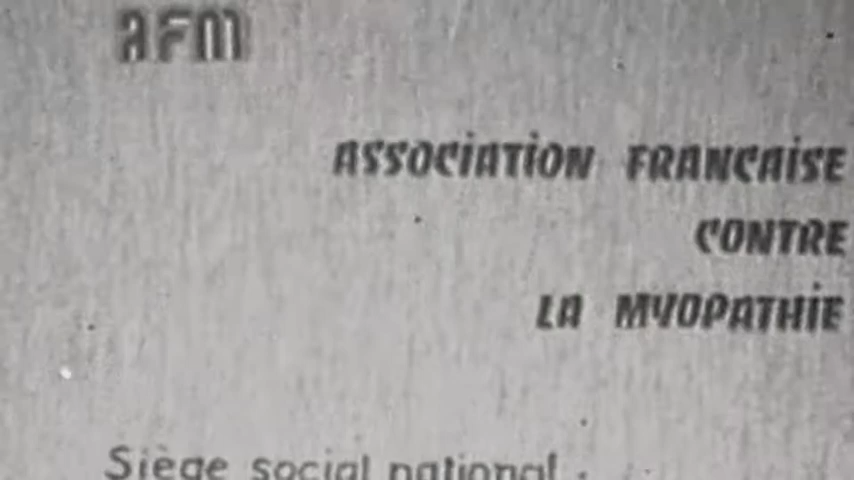 AFM
ASSOCIATION FRANCAISE
CONTRE
LA MYOPATHIE
Siège social national :